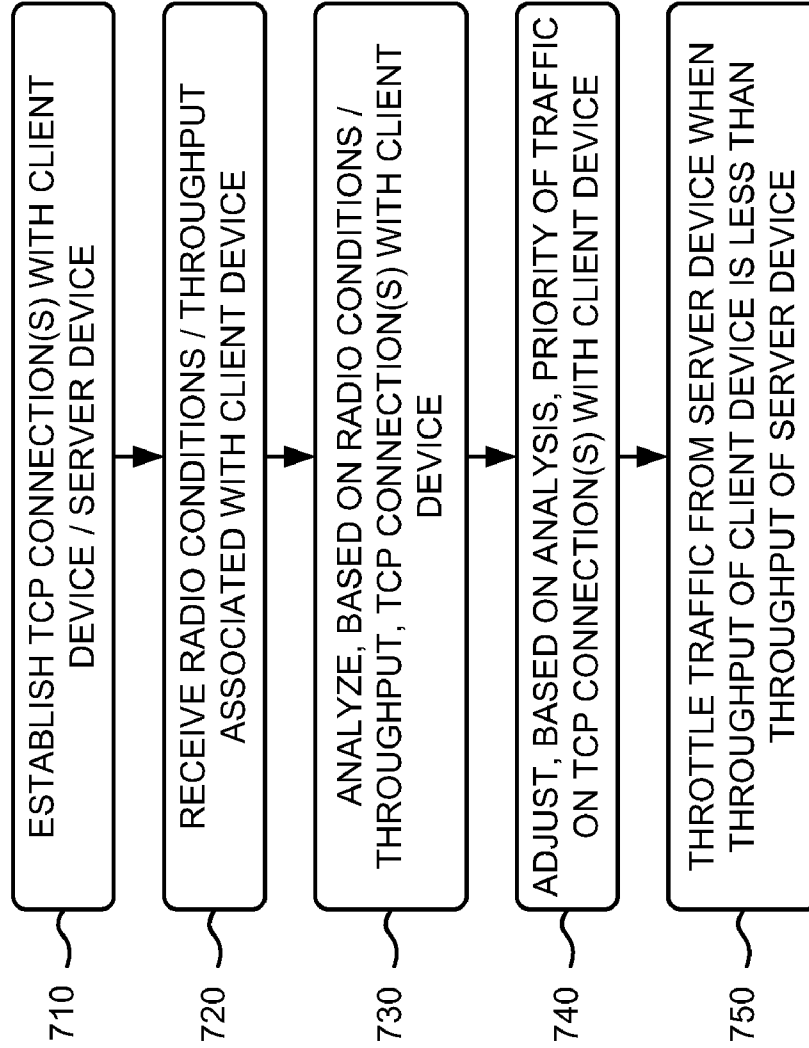 710
ESTABLISH TCP CONNECTION(S) WITH CLIENT
DEVICE / SERVER DEVICE
720
RECEIVE RADIO CONDITIONS / THROUGHPUT
ASSOCIATED WITH CLIENT DEVICE
730
ANALYZE, BASED ON RADIO CONDITIONS /
THROUGHPUT, TCP CONNECTION(S) WITH CLIENT
DEVICE
740
ADJUST, BASED ON ANALYSIS, PRIORITY OF TRAFFIC
ON TCP CONNECTION(S) WITH CLIENT DEVICE
750
THROTTLE TRAFFIC FROM SERVER DEVICE WHEN
THROUGHPUT OF CLIENT DEVICE IS LESS THAN
THROUGHPUT OF SERVER DEVICE